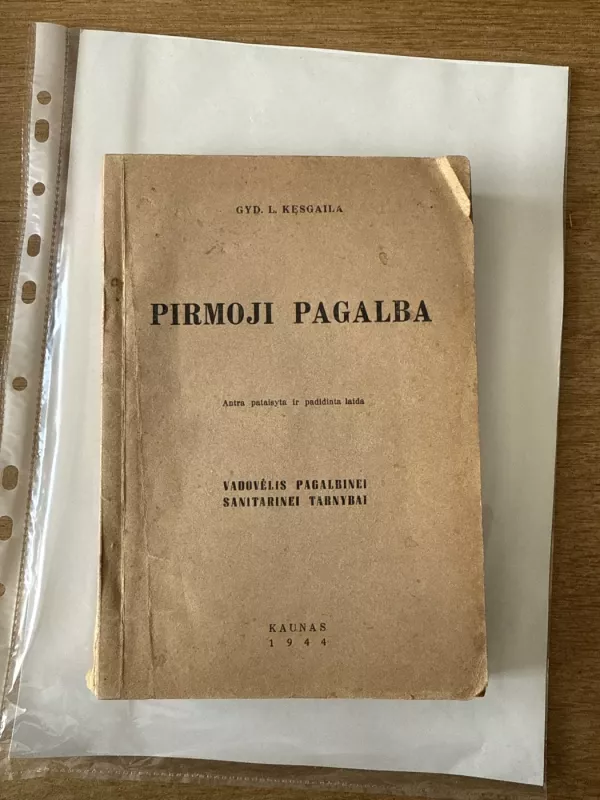 GYD. L. KĘSGAILA
PIRMOJI PAGALBA
Antra pataisyta ir padidinta laida
VADOVĖLIS PAGALBINEI
SANITARINEI TARNYBAI
KAUNAS
1944